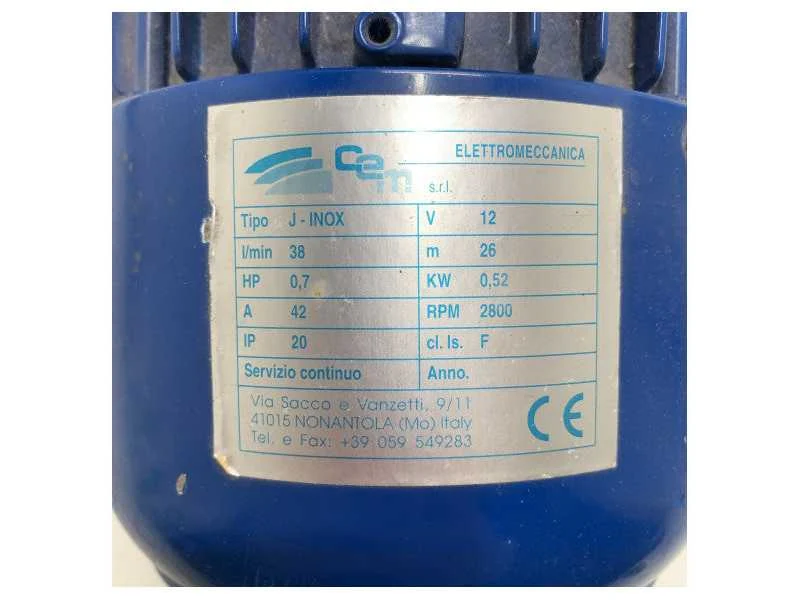 cem ELETTROMECCANICA
s.r.l.
Tipo J - INOX V 12
l/min 38 m 26
HP 0,7 KW 0,52
A 42 RPM 2800
IP 20 cl. Is. F
Servizio continuo Anno.
Via Sacco e Vanzetti, 9/11
41015 NONANTOLA (Mo) Italy
Tel. e Fax: +39 059 549283
CE